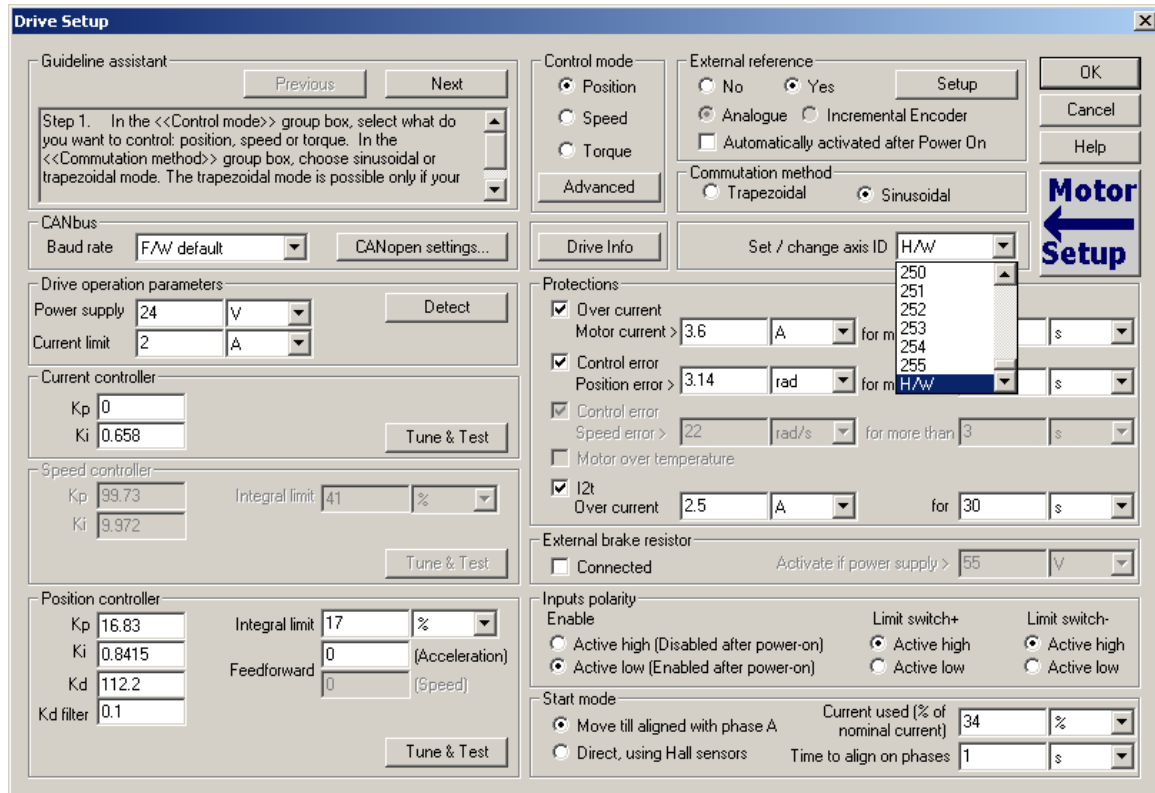 Drive Setup
Guideline assistant
Previous
Next
Step 1. In the <<Control mode>> group box, select what do
you want to control: position, speed or torque. In the
<<Commutation method>> group box, choose sinusoidal or
trapezoidal mode. The trapezoidal mode is possible only if your
Control mode
Position
Speed
Torque
Advanced
External reference
No
Yes
Setup
Analogue
Incremental Encoder
Automatically activated after Power On
Commutation method
Trapezoidal
Sinusoidal
OK
Cancel
Help
Motor
Setup
CANbus
Baud rate
F/W default
CANopen settings...
Drive Info
Set / change axis ID
H/W
250
251
252
253
254
255
H/W
Drive operation parameters
Power supply
24
V
Detect
Current limit
2
A
Current controller
Kp
0
Ki
0.658
Tune & Test
Speed controller
Kp
99.73
Integral limit
41
%
Ki
9.972
Tune & Test
Position controller
Kp
16.83
Integral limit
17
%
Ki
0.8415
Feedforward
0
(Acceleration)
Kd
112.2
0
(Speed)
Kd filter
0.1
Tune & Test
Protections
Over current
Motor current >
3.6
A
for m
s
Control error
Position error >
3.14
rad
for m
s
Control error
Speed error >
22
rad/s
for more than
3
s
Motor over temperature
I2t
Over current
2.5
A
for
30
s
External brake resistor
Connected
Activate if power supply >
55
V
Inputs polarity
Enable
Active high (Disabled after power-on)
Active low (Enabled after power-on)
Limit switch+
Active high
Active low
Limit switch-
Active high
Active low
Start mode
Move till aligned with phase A
Direct, using Hall sensors
Current used (% of
nominal current)
34
%
Time to align on phases
1
s